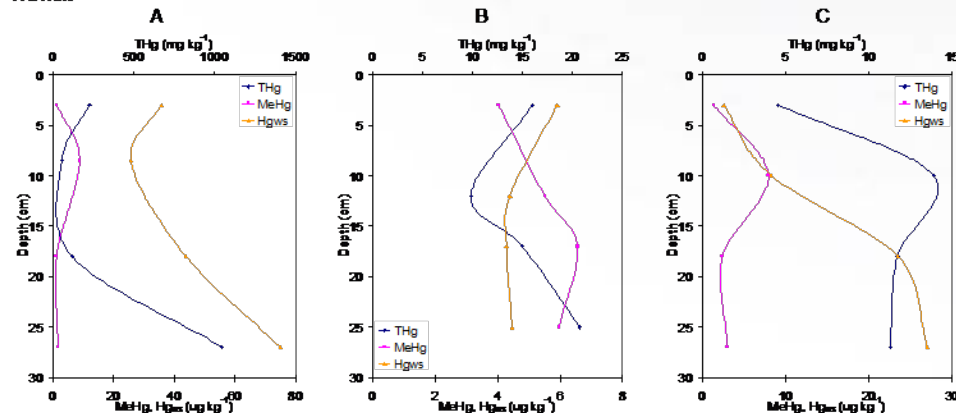 A
THg (mg kg⁻¹)
0 500 1000 1500
0
5
10
15
20
25
30
Depth (cm)
THg
MeHg
Hgws
0 20 40 60 80
MeHg, Hgws (ug kg⁻¹)
B
THg (mg kg⁻¹)
0 5 10 15 20 25
0
5
10
15
20
25
30
Depth (cm)
THg
MeHg
Hgws
0 2 4 6 8
MeHg, Hgws (ug kg⁻¹)
C
THg (mg kg⁻¹)
0 4 11 14
0
5
10
15
20
25
30
Depth (cm)
THg
MeHg
Hgws
0 10 20 30
MeHg, Hgws (ug kg⁻¹)